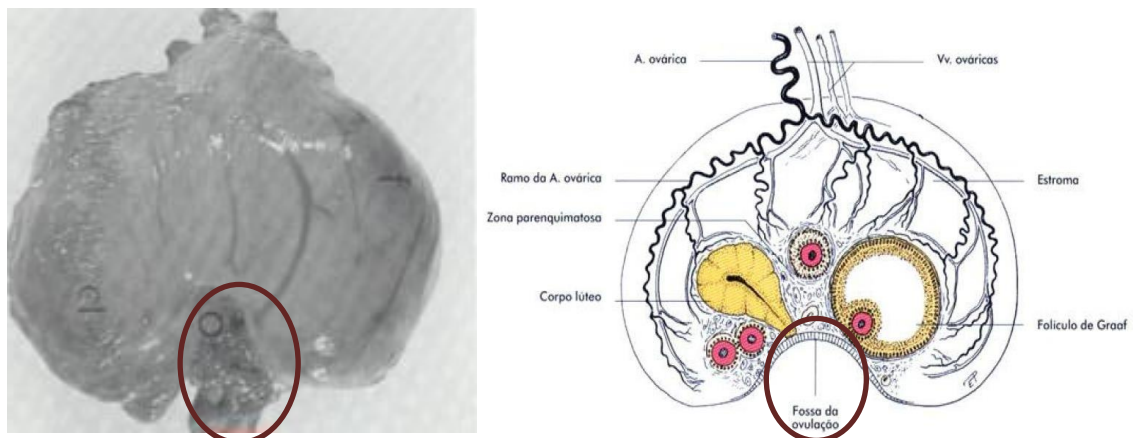 A. ovárica
Vv. ováricas
Ramo da A. ovárica
Estroma
Zona parenquimatosa
Corpo lúteo
Folículo de Graaf
Fossa da
ovulação